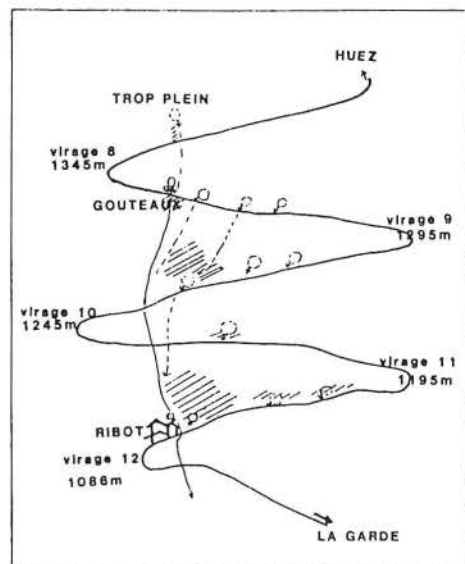 HUEZ
TROP PLEIN
virage 8
1345m
GOUTEAUX
virage 9
1295m
virage 10
1245m
virage 11
1195m
RIBOT
virage 12
1086m
LA GARDE